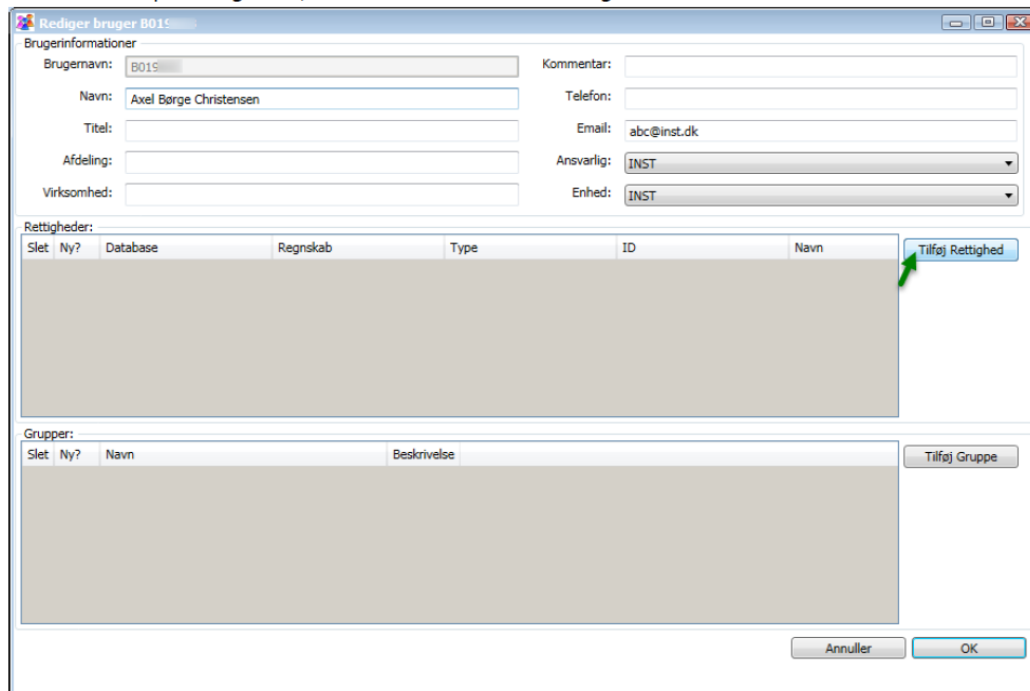 Rediger bruger B019
Brugerinformationer
Brugernavn: B019
Kommentar:
Navn: Axel Børge Christensen
Telefon:
Titel:
Email: abc@inst.dk
Afdeling:
Ansvarlig: INST
Virksomhed:
Enhed: INST
Rettigheder:
Slet Ny? Database Regnskab Type ID Navn
Tilføj Rettighed
Grupper:
Slet Ny? Navn Beskrivelse
Tilføj Gruppe
Annuller OK